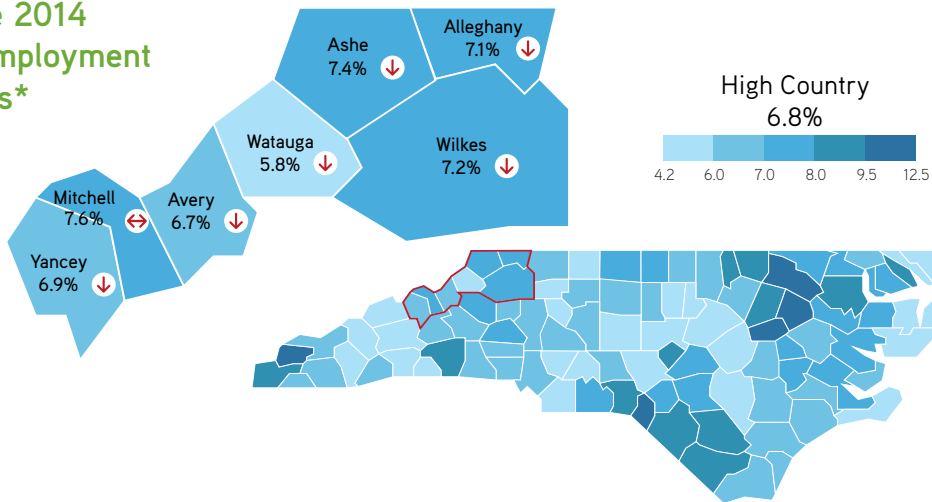 2014
s*
Ashe
7.4%
Alleghany
7.1%
Watauga
5.8%
Wilkes
7.2%
Mitchell
7.6%
Avery
6.7%
Yancey
6.9%
High Country
6.8%
4.2 6.0 7.0 8.0 9.5 12.5